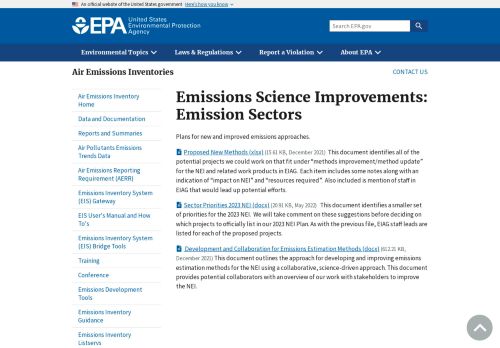 An official website of the United States government Here's how you know
EPA United States
Environmental Protection
Agency
Search EPA.gov
Environmental Topics Laws & Regulations Report a Violation About EPA
Air Emissions Inventories CONTACT US
Air Emissions Inventory
Home
Data and Documentation
Reports and Summaries
Air Pollutants Emissions
Trends Data
Air Emissions Reporting
Requirement (AERR)
Emissions Inventory System
(EIS) Gateway
EIS User's Manual and How
To's
Emissions Inventory System
(EIS) Bridge Tools
Training
Conference
Emissions Development
Tools
Emissions Inventory
Guidance
Emissions Inventory
Listservs
Emissions Science Improvements:
Emission Sectors
Plans for new and improved emissions approaches.
Proposed New Methods (xlsx) (15.61 KB, December 2021) This document identifies all of the
potential projects we could work on that fit under "methods improvement/method update"
for the NEI and related work products in EIAG. Each item includes some notes along with an
indication of "impact on NEI" and "resources required". Also included is mention of staff in
EIAG that would lead up potential efforts.
Sector Priorities 2023 NEI (docx) (20.91 KB, May 2022) This document identifies a smaller set
of priorities for the 2023 NEI. We will take comment on these suggestions before deciding on
which projects to officially list in our 2023 NEI Plan. As with the previous file, EIAG staff leads are
listed for each of the proposed projects.
Development and Collaboration for Emissions Estimation Methods (docx) (612.21 KB,
December 2021) This document outlines the approach for developing and improving emissions
estimation methods for the NEI using a collaborative, science-driven approach. This document
provides potential collaborators with an overview of our work with stakeholders to improve
the NEI.